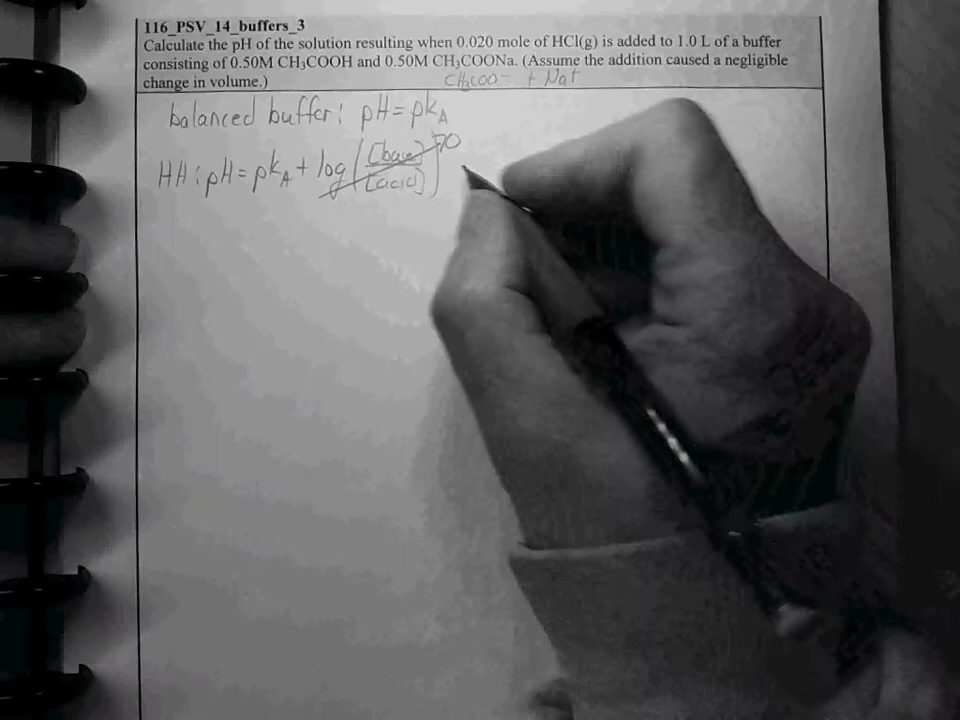 116_PSV_14_buffers_3
Calculate the pH of the solution resulting when 0.020 mole of HCl(g) is added to 1.0 L of a buffer
consisting of 0.50M CH₃COOH and 0.50M CH₃COONa. (Assume the addition caused a negligible
change in volume.) CH₃COO⁻ + Na⁺
balanced buffer: pH = pKA
HH: pH = pKA + log([base]/[acid]) 0